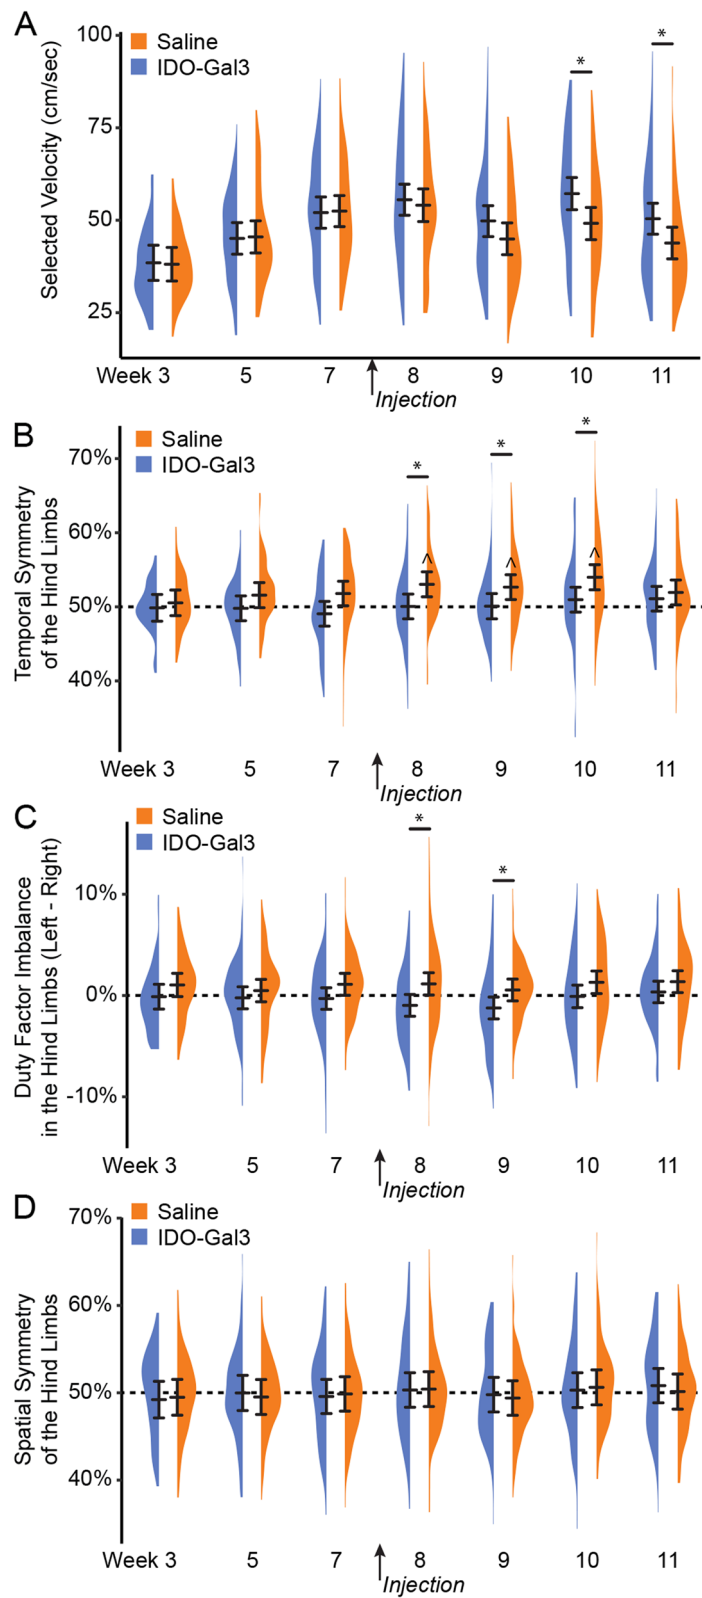 A
Selected Velocity (cm/sec)
Saline
IDO-Gal3
100
75
50
25
* *
Week 3 5 7 8 9 10 11
Injection
B
Temporal Symmetry
of the Hind Limbs
Saline
IDO-Gal3
70%
60%
50%
40%
* * *
^ ^ ^
Week 3 5 7 8 9 10 11
Injection
C
Duty Factor Imbalance
in the Hind Limbs (Left - Right)
Saline
IDO-Gal3
10%
0%
-10%
* *
Week 3 5 7 8 9 10 11
Injection
D
Spatial Symmetry
of the Hind Limbs
Saline
IDO-Gal3
70%
60%
50%
40%
Week 3 5 7 8 9 10 11
Injection